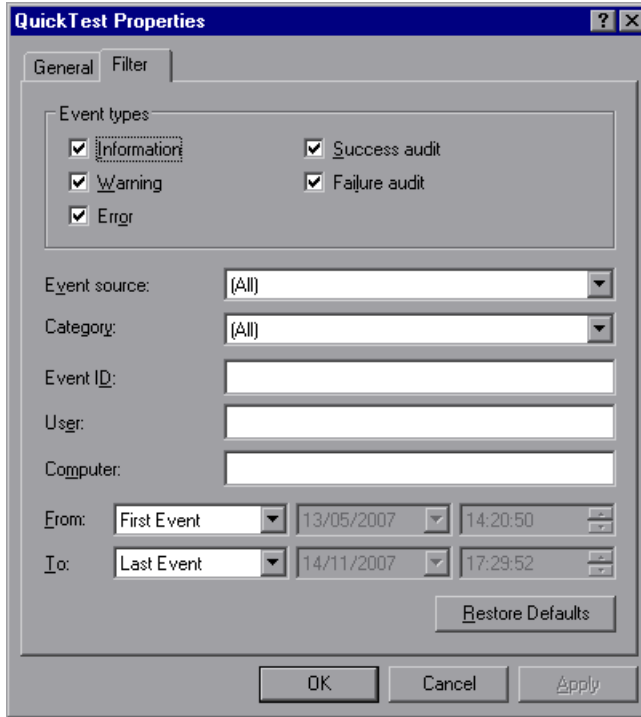 QuickTest Properties
General Filter
Event types
Information Success audit
Warning Failure audit
Error
Event source: (All)
Category: (All)
Event ID:
User:
Computer:
From: First Event 13/05/2007 14:20:50
To: Last Event 14/11/2007 17:29:52
Restore Defaults
OK Cancel Apply